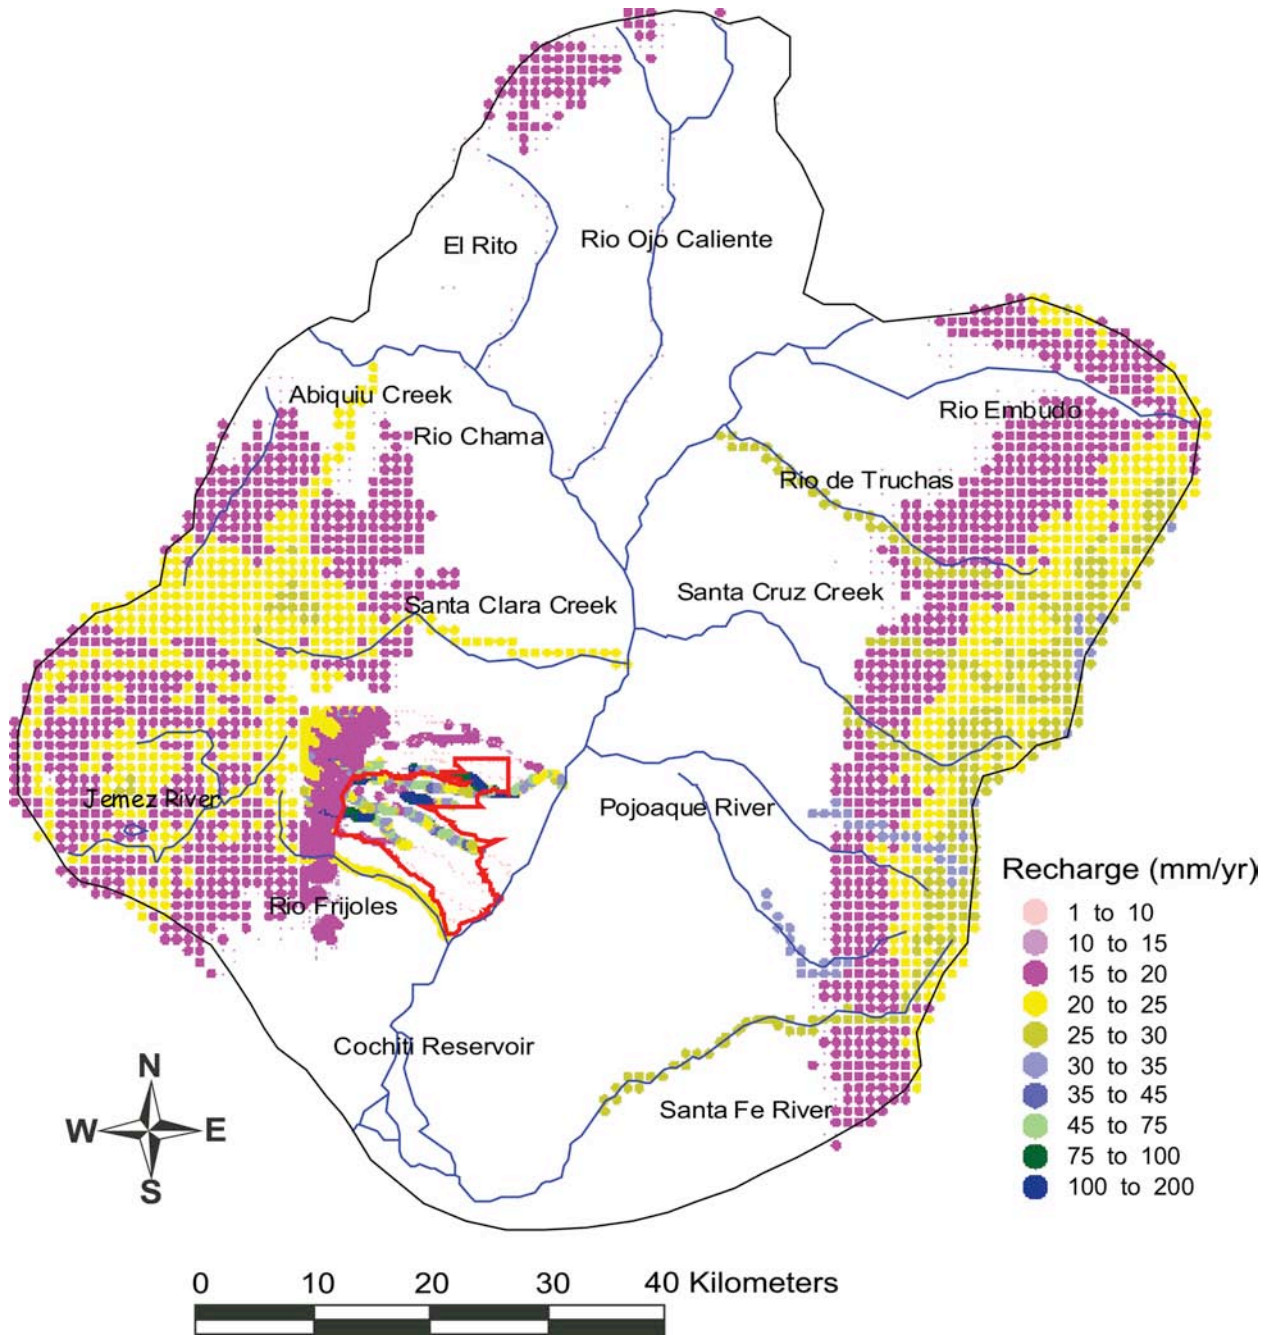 El Rito
Rio Ojo Caliente
Abiquiu Creek
Rio Chama
Rio Embudo
Rio de Truchas
Santa Clara Creek
Santa Cruz Creek
Jemez River
Pojoaque River
Rio Frijoles
Cochiti Reservoir
Santa Fe River
Recharge (mm/yr)
1 to 10
10 to 15
15 to 20
20 to 25
25 to 30
30 to 35
35 to 45
45 to 75
75 to 100
100 to 200
N
W E
S
0 10 20 30 40 Kilometers